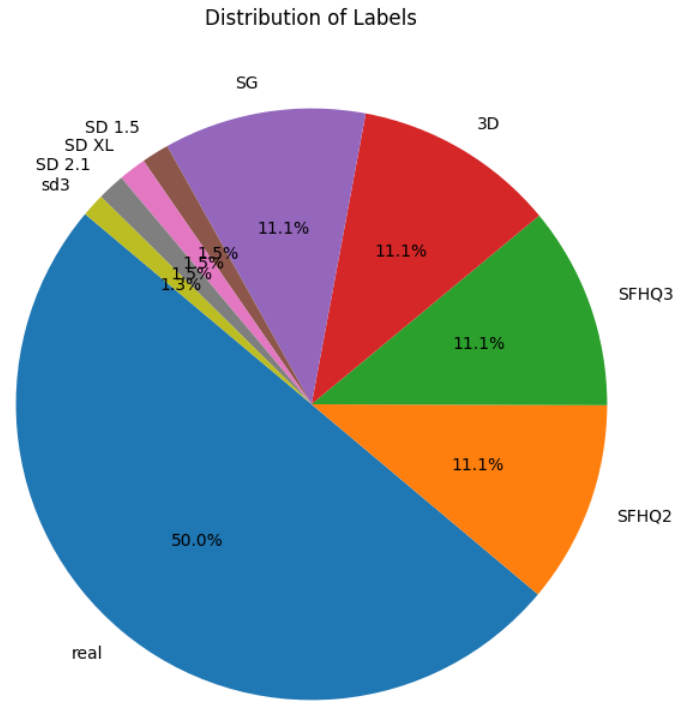 Distribution of Labels
SG
3D
SD 1.5
SD XL
SD 2.1
sd3
11.1%
11.1%
1.5%
1.5%
1.5%
1.3%
SFHQ3
11.1%
11.1%
SFHQ2
50.0%
real